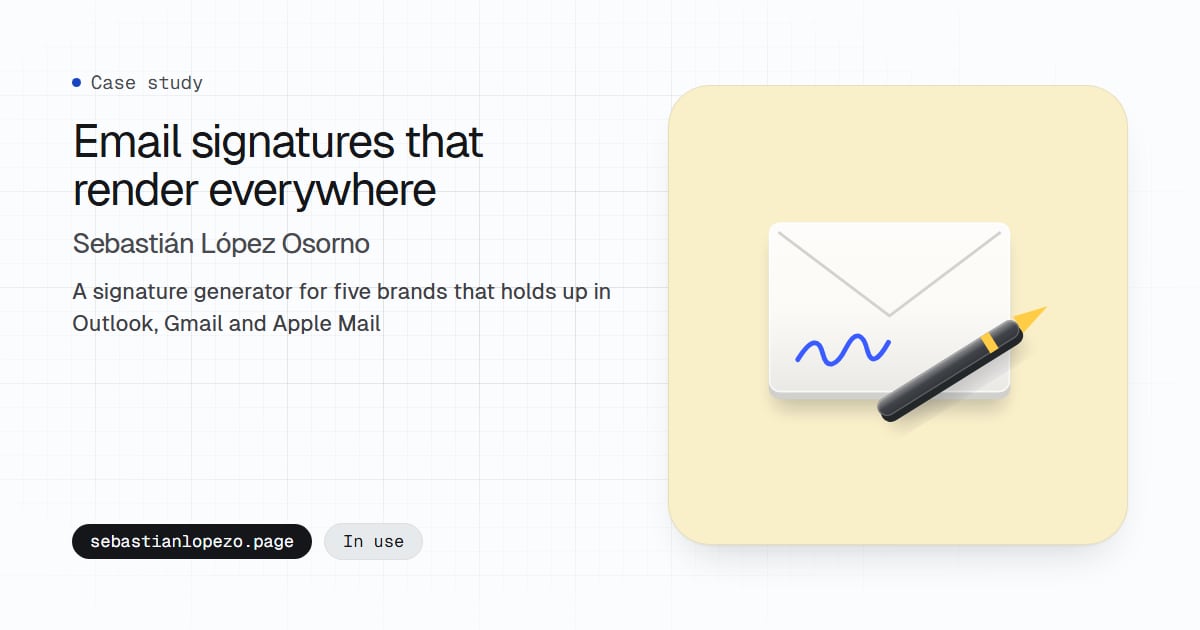 Case study
Email signatures that
render everywhere
Sebastián López Osorno
A signature generator for five brands that holds up in
Outlook, Gmail and Apple Mail
sebastianlopezo.page
In use